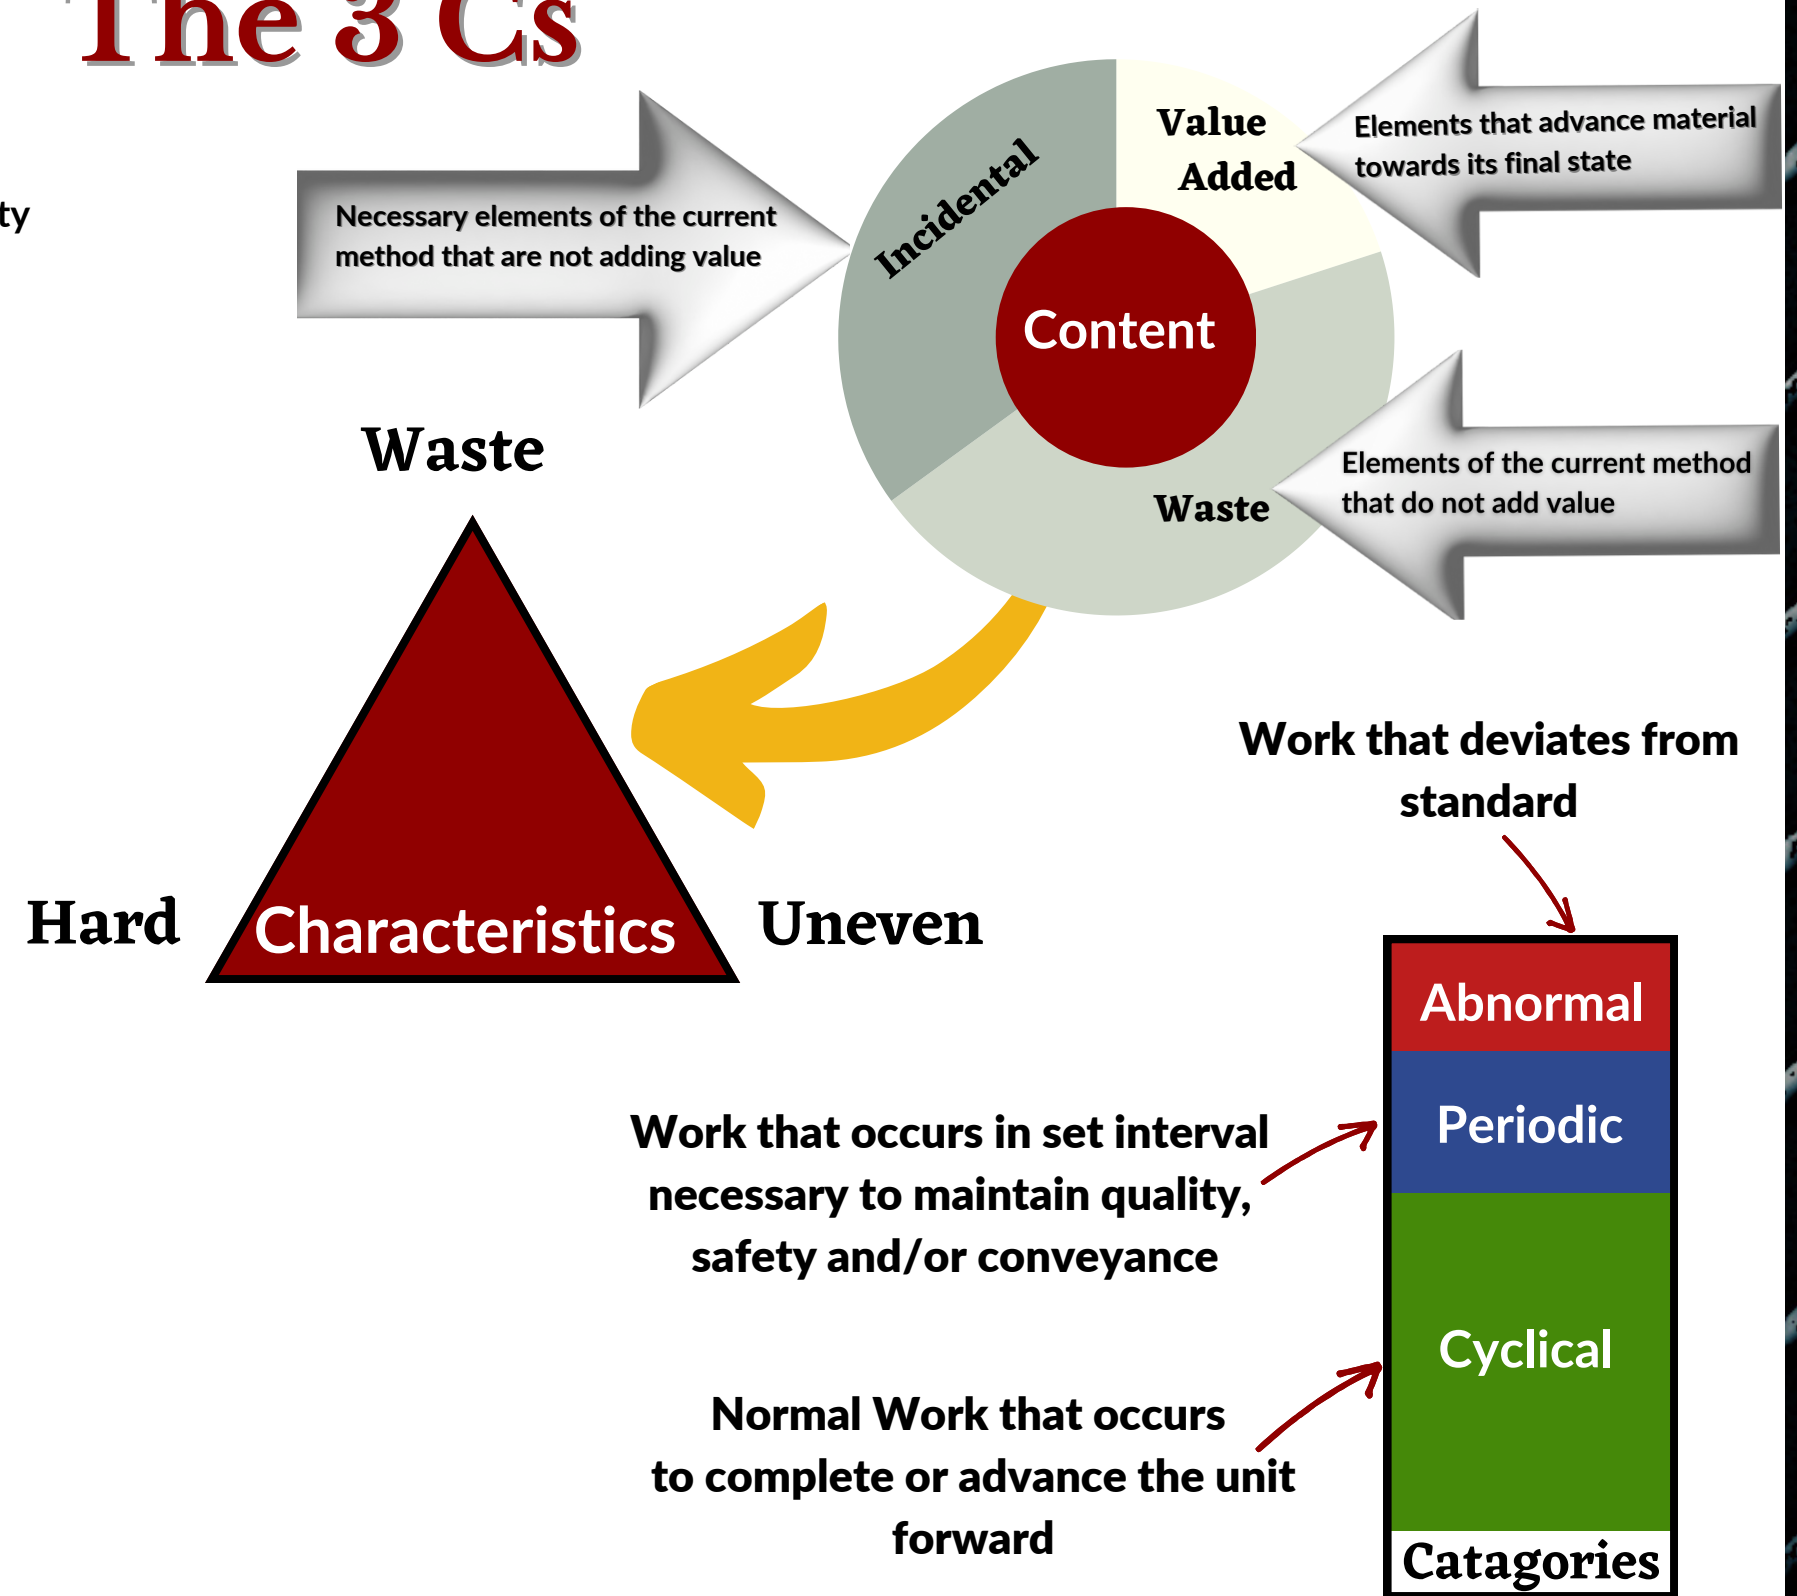 The 3 Cs
ty
Necessary elements of the current
method that are not adding value
Incidental
Value
Added
Elements that advance material
towards its final state
Content
Waste
Elements of the current method
that do not add value
Waste
Hard
Characteristics
Uneven
Work that deviates from
standard
Abnormal
Periodic
Work that occurs in set interval
necessary to maintain quality,
safety and/or conveyance
Cyclical
Normal Work that occurs
to complete or advance the unit
forward
Catagories